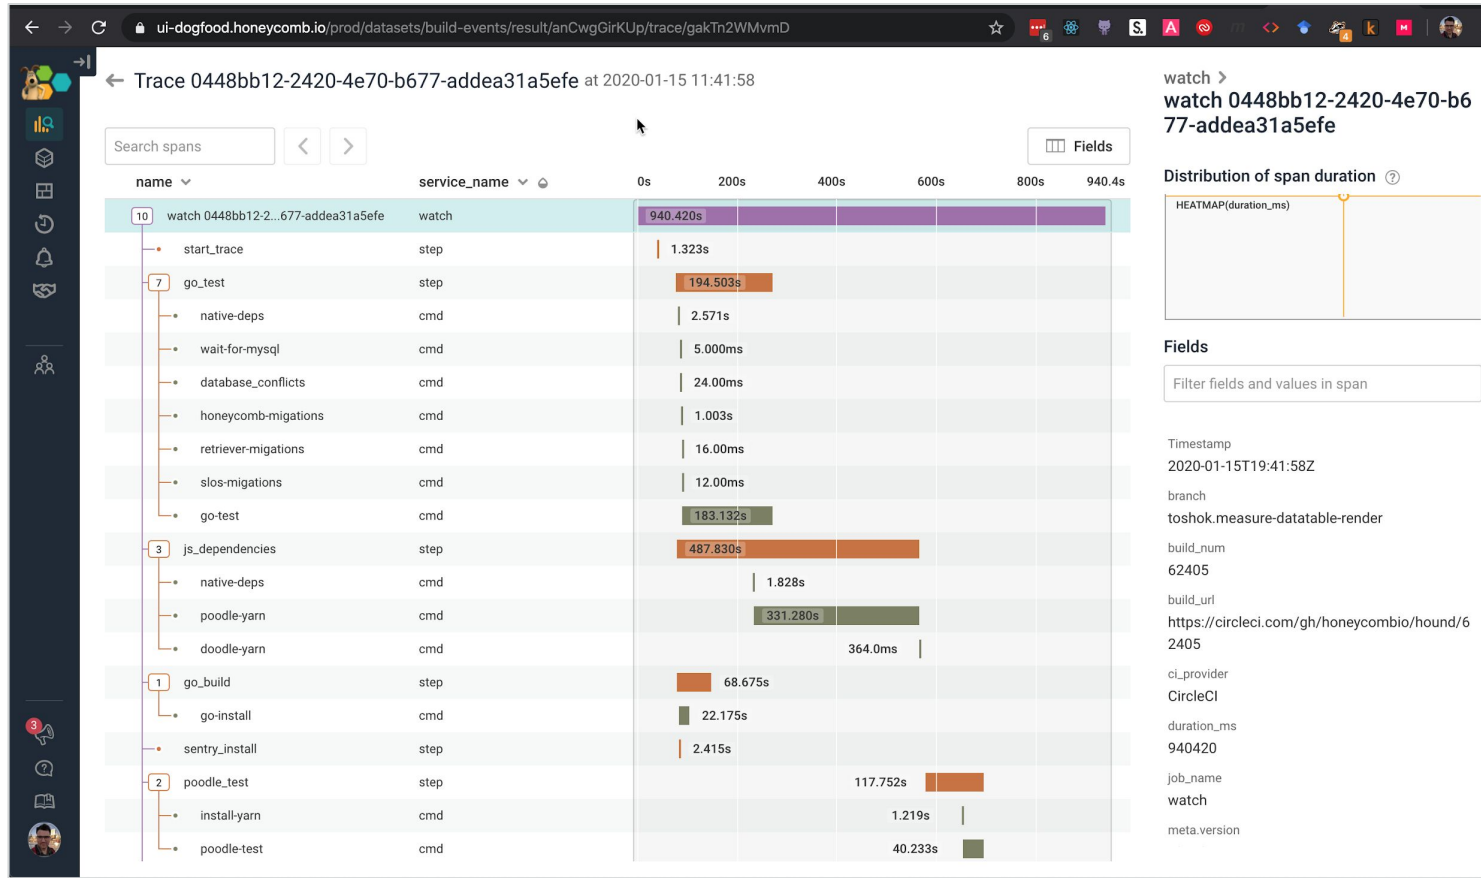 ui-dogfood.honeycomb.io/prod/datasets/build-events/result/anCwgGirKUp/trace/gakTn2WMvmD
6
S.
A
m
4
k
M
Trace 0448bb12-2420-4e70-b677-addea31a5efe at 2020-01-15 11:41:58
Search spans
Fields
name service_name 0s 200s 400s 600s 800s 940.4s
10 watch 0448bb12-2...677-addea31a5efe watch 940.420s
start_trace step 1.323s
7 go_test step 194.503s
native-deps cmd 2.571s
wait-for-mysql cmd 5.000ms
database_conflicts cmd 24.00ms
honeycomb-migations cmd 1.003s
retriever-migations cmd 16.00ms
slos-migations cmd 12.00ms
go-test cmd 183.132s
3 js_dependencies step 487.830s
native-deps cmd 1.828s
poodle-yarn cmd 331.280s
doodle-yarn cmd 364.0ms
1 go_build step 68.675s
go-install cmd 22.175s
sentry_install step 2.415s
2 poodle_test step 117.752s
install-yarn cmd 1.219s
poodle-test cmd 40.233s
3
watch >
watch 0448bb12-2420-4e70-b6
77-addea31a5efe
Distribution of span duration ?
HEATMAP(duration_ms)
Fields
Filter fields and values in span
Timestamp
2020-01-15T19:41:58Z
branch
toshok.measure-datatable-render
build_num
62405
build_url
https://circleci.com/gh/honeycombio/hound/6
2405
ci_provider
CircleCI
duration_ms
940420
job_name
watch
meta.version